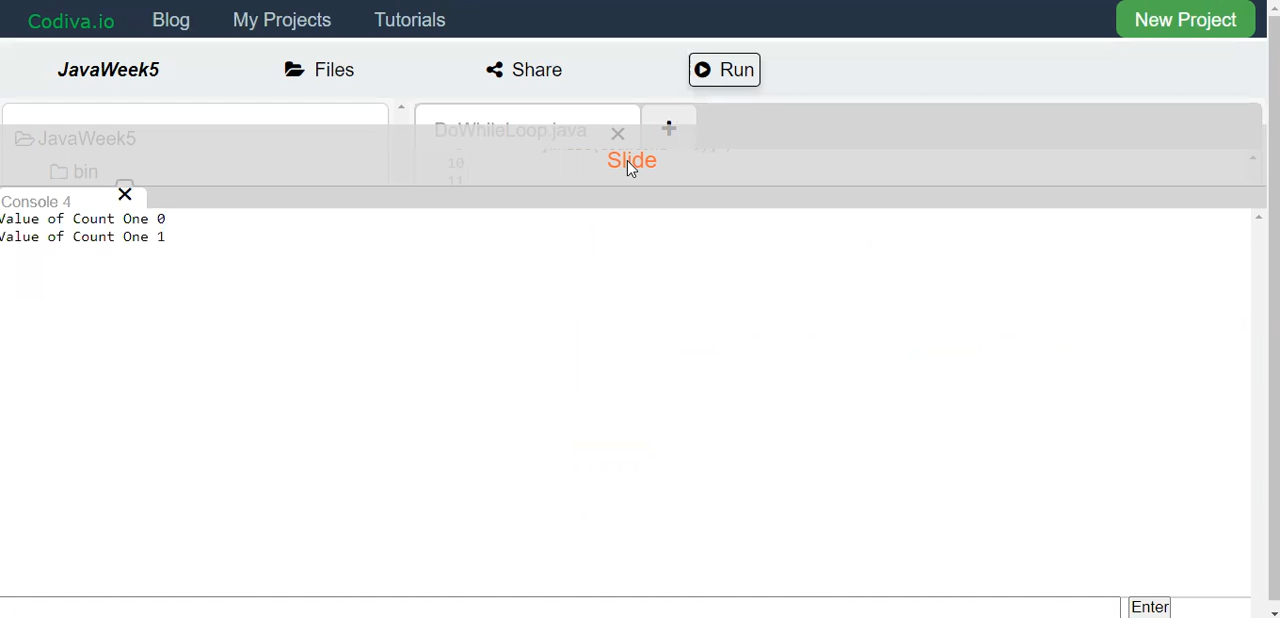 Codiva.io Blog My Projects Tutorials New Project
JavaWeek5 Files Share Run
DoWhileLoop.java
JavaWeek5
10
Slide
bin
11
Console 4
Value of Count One 0
Value of Count One 1
Enter